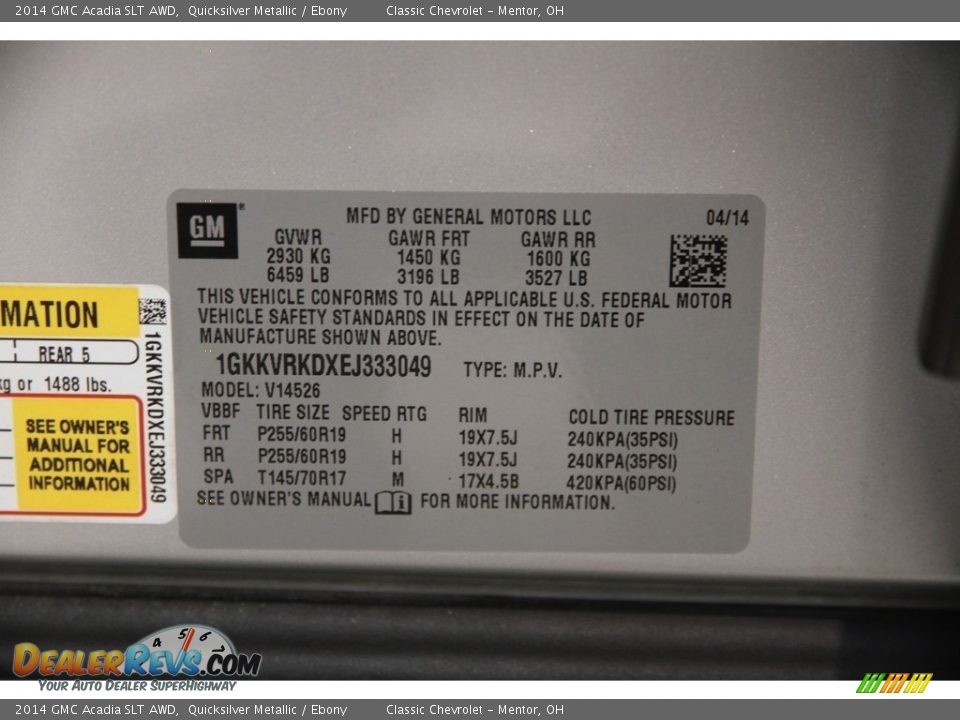 2014 GMC Acadia SLT AWD, Quicksilver Metallic / Ebony Classic Chevrolet - Mentor, OH
GM®
MFD BY GENERAL MOTORS LLC 04/14
GVWR GAWR FRT GAWR RR
2930 KG 1450 KG 1600 KG
6459 LB 3196 LB 3527 LB
THIS VEHICLE CONFORMS TO ALL APPLICABLE U.S. FEDERAL MOTOR
VEHICLE SAFETY STANDARDS IN EFFECT ON THE DATE OF
MANUFACTURE SHOWN ABOVE.
1GKKVRKDXEJ333049 TYPE: M.P.V.
MODEL: V14526
VBBF TIRE SIZE SPEED RTG RIM COLD TIRE PRESSURE
FRT P255/60R19 H 19X7.5J 240KPA(35PSI)
RR P255/60R19 H 19X7.5J 240KPA(35PSI)
SPA T145/70R17 M 17X4.5B 420KPA(60PSI)
SEE OWNER'S MANUAL i FOR MORE INFORMATION.
MATION
REAR 5
kg or 1488 lbs.
SEE OWNER'S
MANUAL FOR
ADDITIONAL
INFORMATION
1GKKVRKDXEJ333049
4 5 6 7
DealerRevs.com
Your Auto Dealer SuperHighway
2014 GMC Acadia SLT AWD, Quicksilver Metallic / Ebony Classic Chevrolet - Mentor, OH